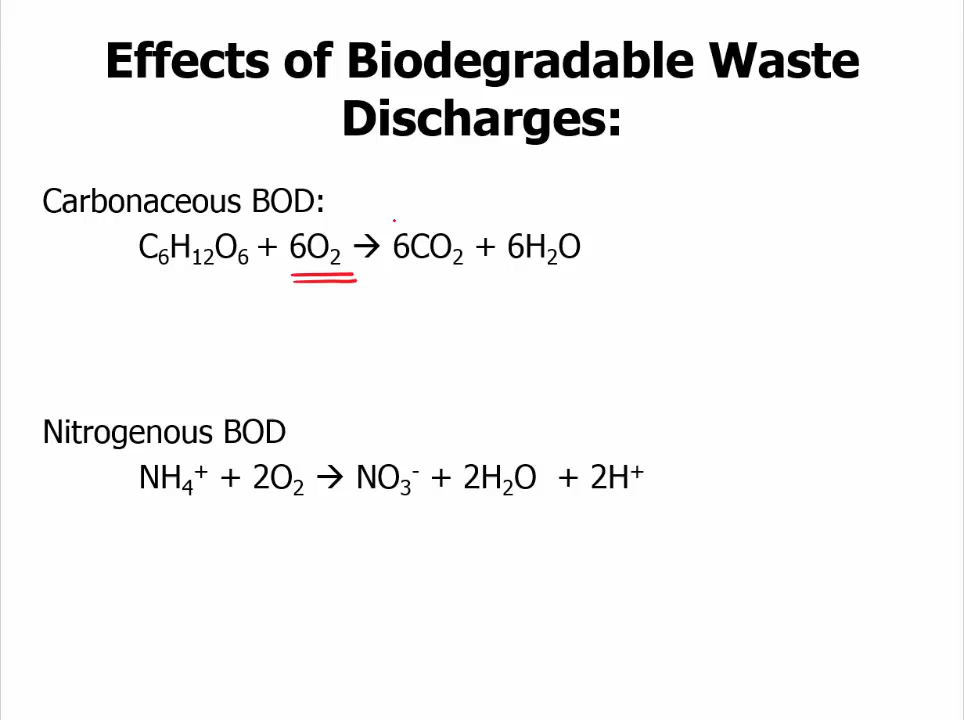 Effects of Biodegradable Waste
Discharges:
Carbonaceous BOD:
C₆H₁₂O₆ + 6O₂ → 6CO₂ + 6H₂O
Nitrogenous BOD
NH₄⁺ + 2O₂ → NO₃⁻ + 2H₂O + 2H⁺